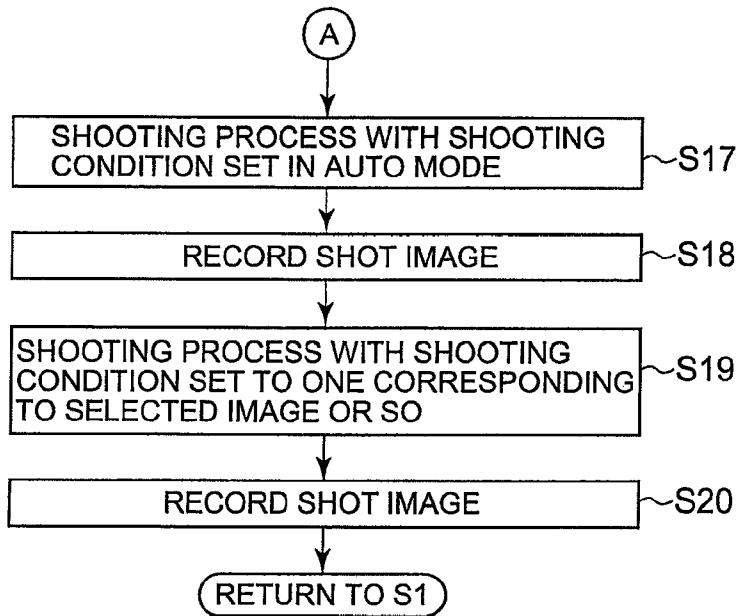 A
SHOOTING PROCESS WITH SHOOTING
CONDITION SET IN AUTO MODE
S17
RECORD SHOT IMAGE
S18
SHOOTING PROCESS WITH SHOOTING
CONDITION SET TO ONE CORRESPONDING
TO SELECTED IMAGE OR SO
S19
RECORD SHOT IMAGE
S20
RETURN TO S1